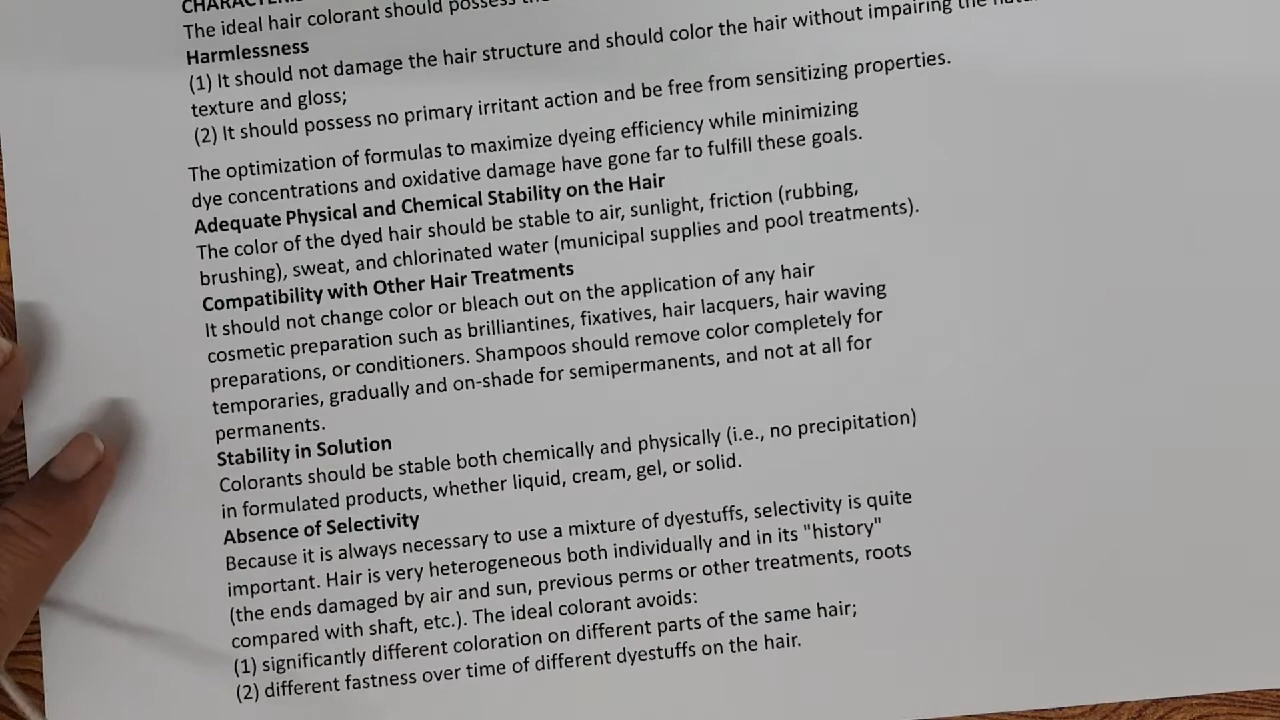 The ideal hair colorant should possess
Harmlessness
(1) It should not damage the hair structure and should color the hair without impairing the
texture and gloss;
(2) It should possess no primary irritant action and be free from sensitizing properties.
The optimization of formulas to maximize dyeing efficiency while minimizing
dye concentrations and oxidative damage have gone far to fulfill these goals.
Adequate Physical and Chemical Stability on the Hair
The color of the dyed hair should be stable to air, sunlight, friction (rubbing,
brushing), sweat, and chlorinated water (municipal supplies and pool treatments).
Compatibility with Other Hair Treatments
It should not change color or bleach out on the application of any hair
cosmetic preparation such as brilliantines, fixatives, hair lacquers, hair waving
preparations, or conditioners. Shampoos should remove color completely for
temporaries, gradually and on-shade for semipermanents, and not at all for
permanents.
Stability in Solution
Colorants should be stable both chemically and physically (i.e., no precipitation)
in formulated products, whether liquid, cream, gel, or solid.
Absence of Selectivity
Because it is always necessary to use a mixture of dyestuffs, selectivity is quite
important. Hair is very heterogeneous both individually and in its "history"
(the ends damaged by air and sun, previous perms or other treatments, roots
compared with shaft, etc.). The ideal colorant avoids:
(1) significantly different coloration on different parts of the same hair;
(2) different fastness over time of different dyestuffs on the hair.